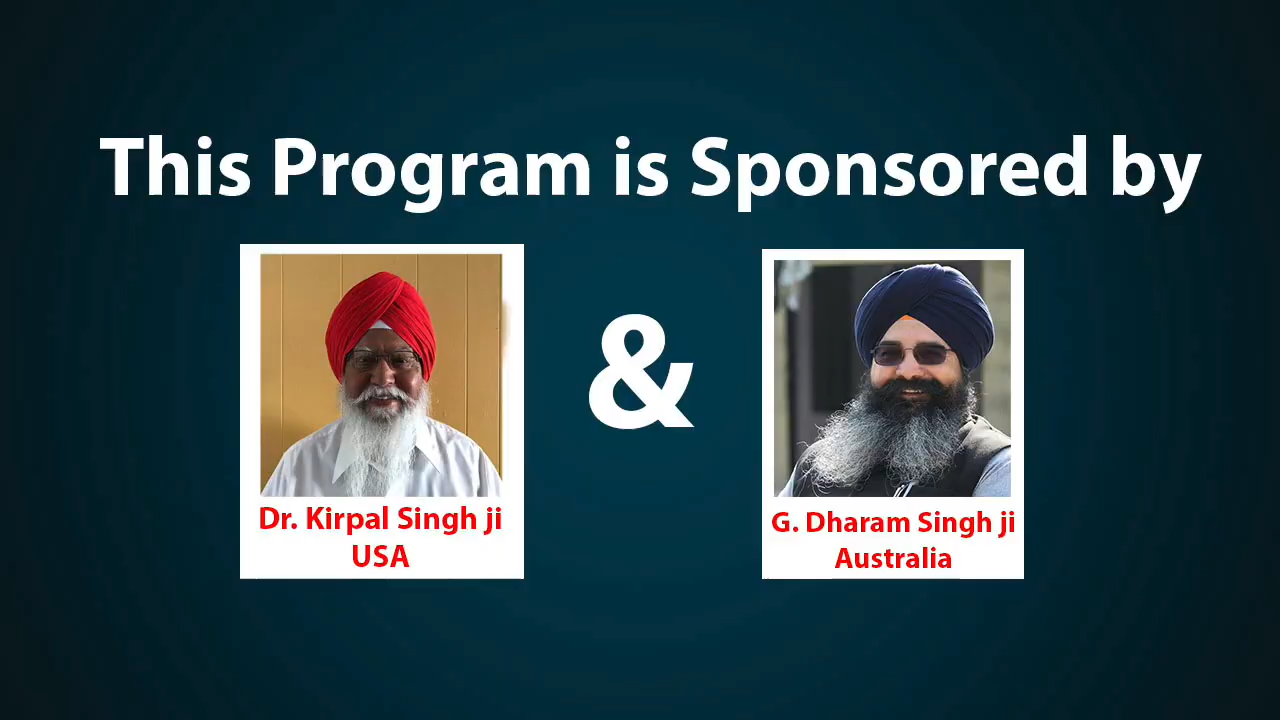 This Program is Sponsored by
&
Dr. Kirpal Singh ji
USA
G. Dharam Singh ji
Australia